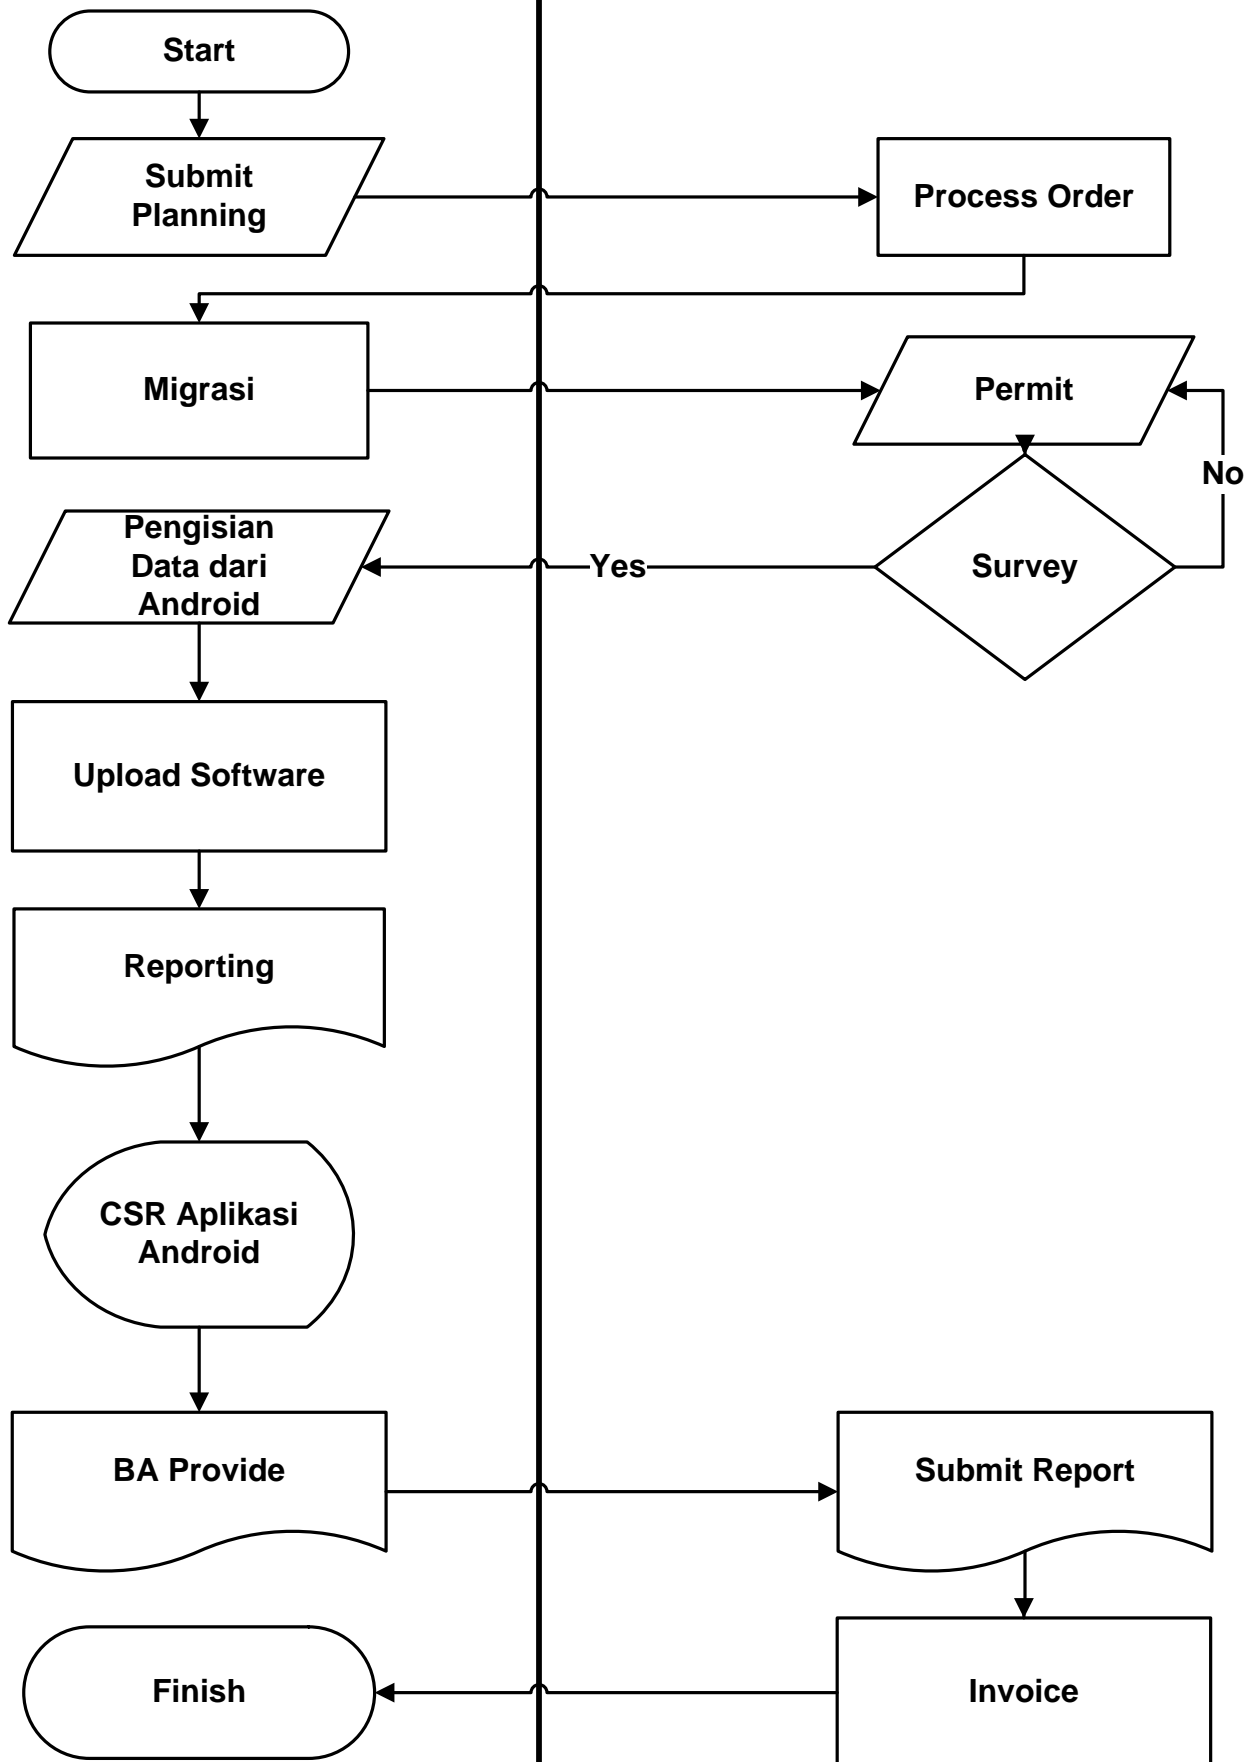 Start
Submit
Planning
Process Order
Migrasi
Permit
No
Pengisian
Data dari
Android
Yes
Survey
Upload Software
Reporting
CSR Aplikasi
Android
BA Provide
Submit Report
Finish
Invoice